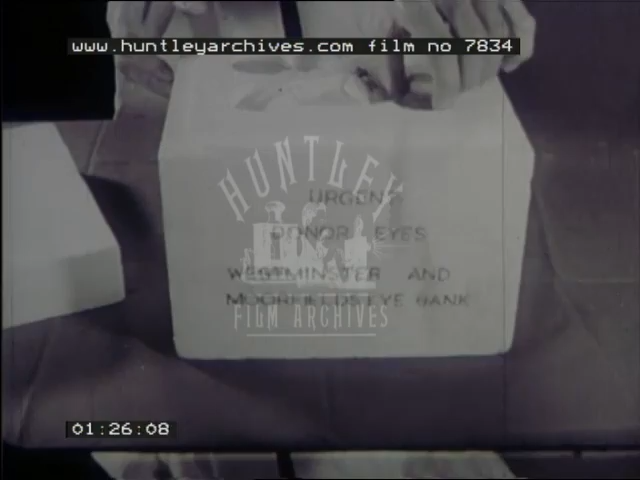 www.huntleyarchives.com film no 7834
HUNTLEY
URGENT
DONOR EYES
WESTMINSTER AND
MOORFIELDS EYE BANK
FILM ARCHIVES
01:26:08